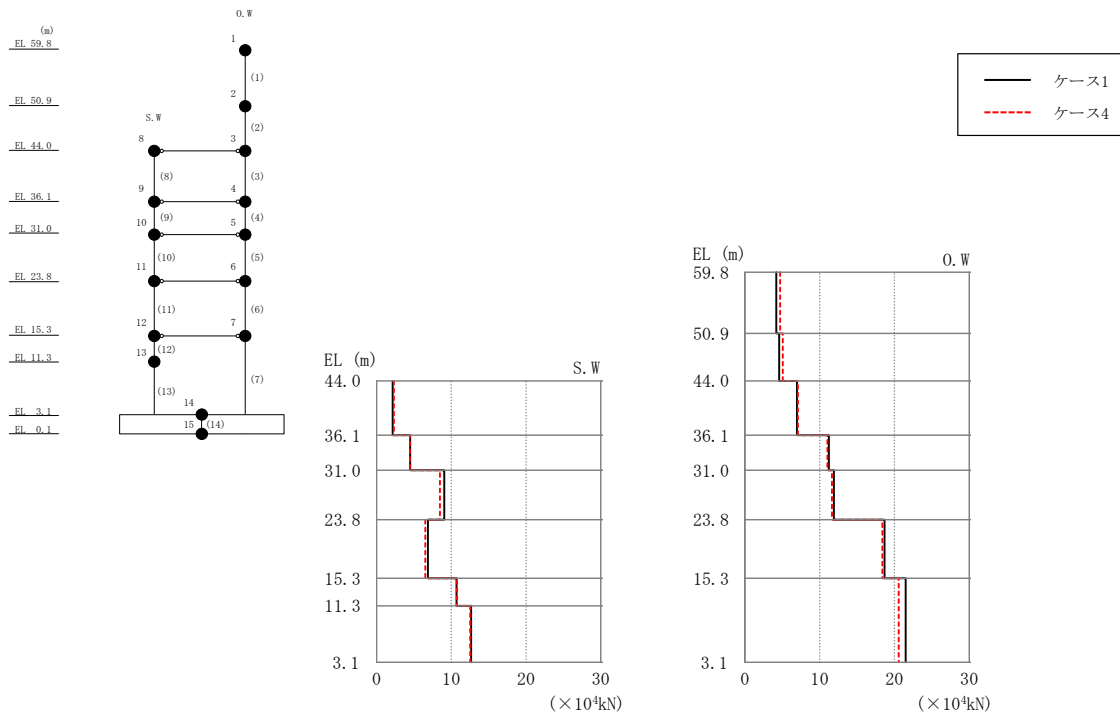 O.W
(m)
EL 59.8
1
(1)
EL 50.9
2
(2)
S.W
EL 44.0
8
3
(8)
(3)
EL 36.1
9
4
(9)
(4)
EL 31.0
10
5
(10)
(5)
EL 23.8
11
6
(11)
(6)
EL 15.3
12
7
(12)
EL 11.3
13
(13)
(7)
14
EL 3.1
15
(14)
EL 0.1
ケース1
ケース4
EL (m)
S.W
44.0
36.1
31.0
23.8
15.3
11.3
3.1
0
10
20
30
(×10⁴kN)
EL (m)
O.W
59.8
50.9
44.0
36.1
31.0
23.8
15.3
3.1
0
10
20
30
(×10⁴kN)